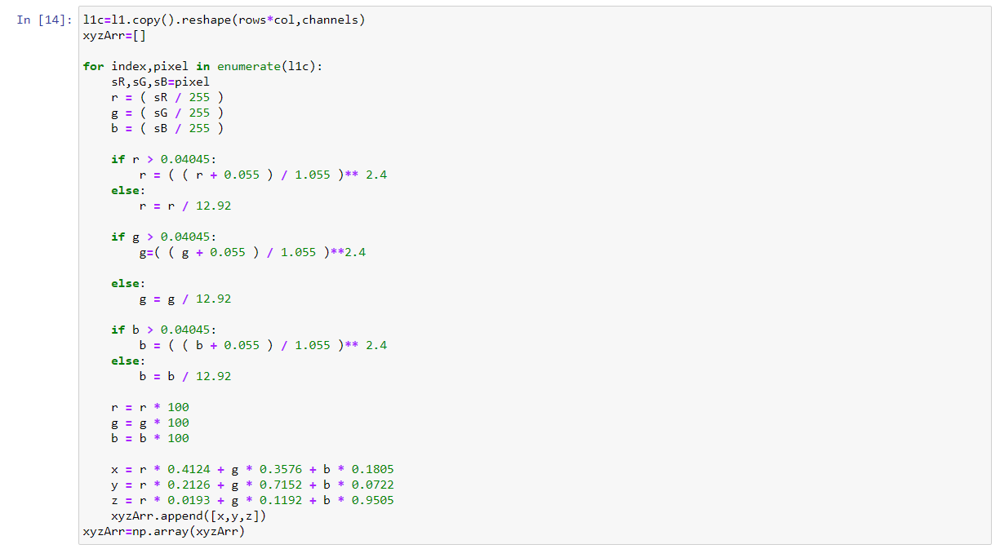 In [14]: l1c=l1.copy().reshape(rows*col,channels)
xyzArr=[]
for index,pixel in enumerate(l1c):
    sR,sG,sB=pixel
    r = ( sR / 255 )
    g = ( sG / 255 )
    b = ( sB / 255 )
    if r > 0.04045:
        r = ( ( r + 0.055 ) / 1.055 )** 2.4
    else:
        r = r / 12.92
    if g > 0.04045:
        g=( ( g + 0.055 ) / 1.055 )**2.4
    else:
        g = g / 12.92
    if b > 0.04045:
        b = ( ( b + 0.055 ) / 1.055 )** 2.4
    else:
        b = b / 12.92
    r = r * 100
    g = g * 100
    b = b * 100
    x = r * 0.4124 + g * 0.3576 + b * 0.1805
    y = r * 0.2126 + g * 0.7152 + b * 0.0722
    z = r * 0.0193 + g * 0.1192 + b * 0.9505
    xyzArr.append([x,y,z])
xyzArr=np.array(xyzArr)